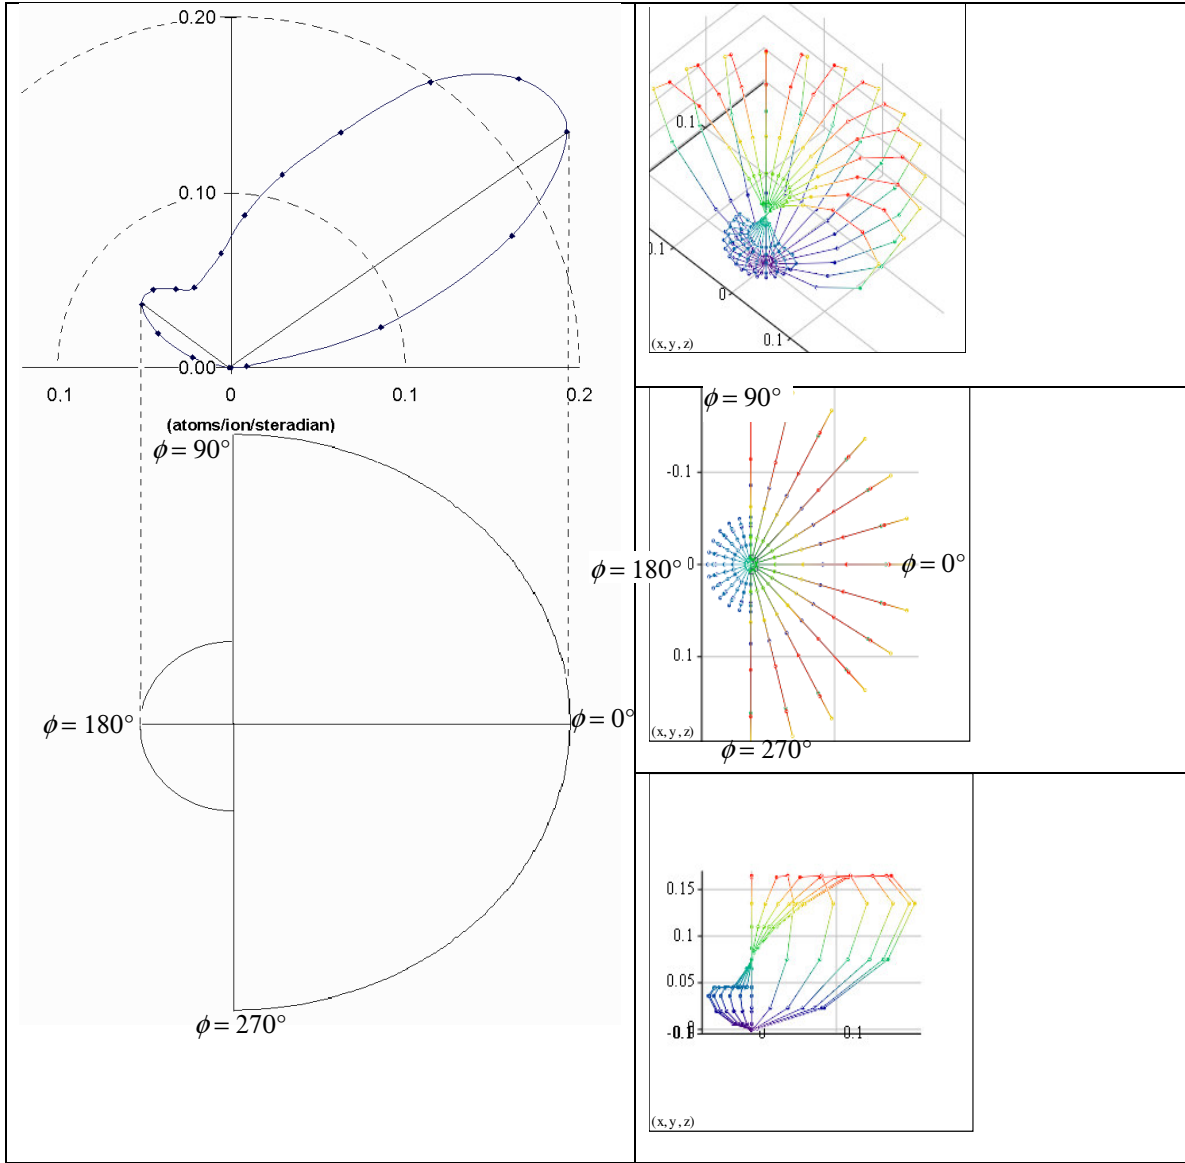 0.20
0.10
0.00
0.1 0 0.1 0.2
(atoms/ion/steradian)
ϕ = 90°
ϕ = 180°
ϕ = 0°
ϕ = 270°
0.1
0.1
0
0.1
(x,y,z)
ϕ = 90°
-0.1
ϕ = 180° 0 ϕ = 0°
0.1
(x,y,z)
ϕ = 270°
0.15
0.1
0.05
-0.1 0 0.1
(x,y,z)